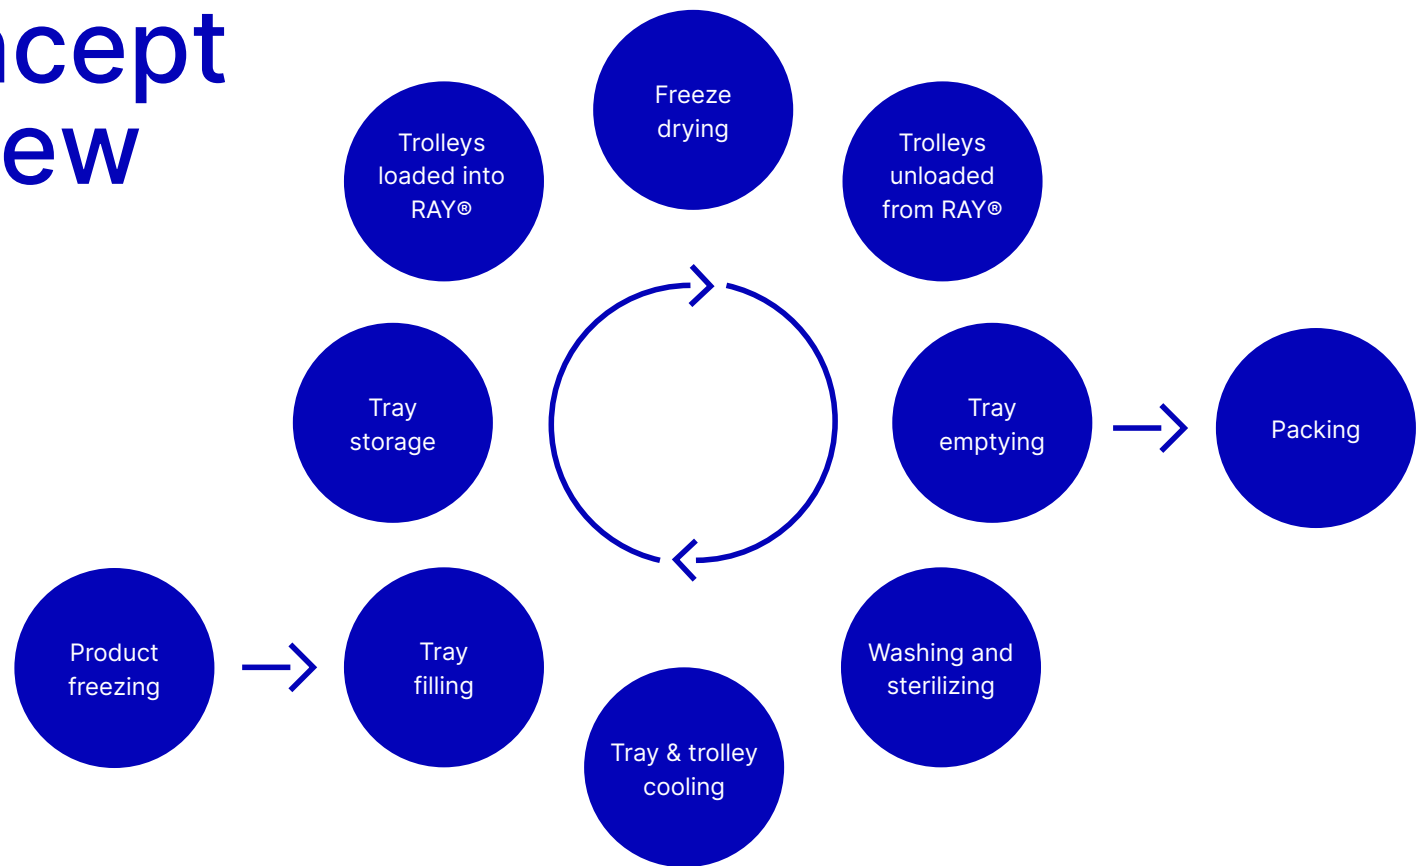 ncept
ew
Freeze
drying
Trolleys
loaded into
RAY®
Trolleys
unloaded
from RAY®
Tray
storage
Tray
emptying
Packing
Product
freezing
Tray
filling
Washing and
sterilizing
Tray & trolley
cooling